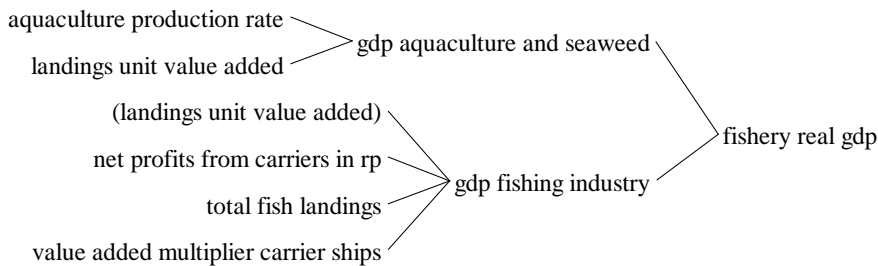 aquaculture production rate
gdp aquaculture and seaweed
landings unit value added
(landings unit value added)
fishery real gdp
net profits from carriers in rp
gdp fishing industry
total fish landings
value added multiplier carrier ships